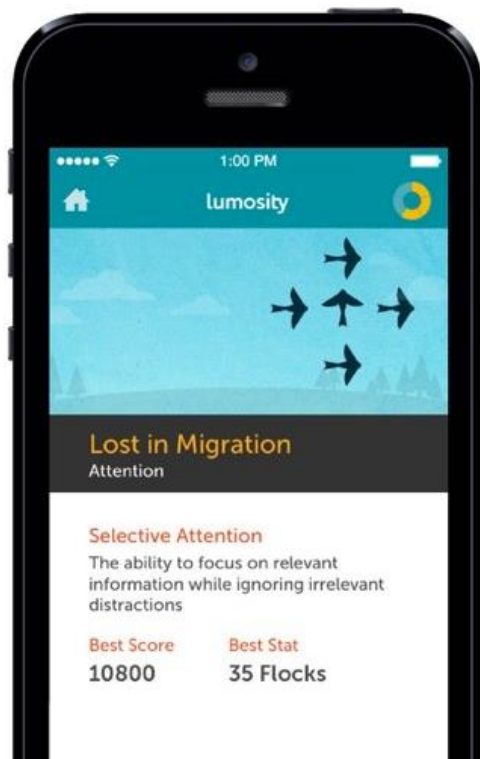 1:00 PM
lumosity
Lost in Migration
Attention
Selective Attention
The ability to focus on relevant
information while ignoring irrelevant
distractions
Best Score Best Stat
10800 35 Flocks